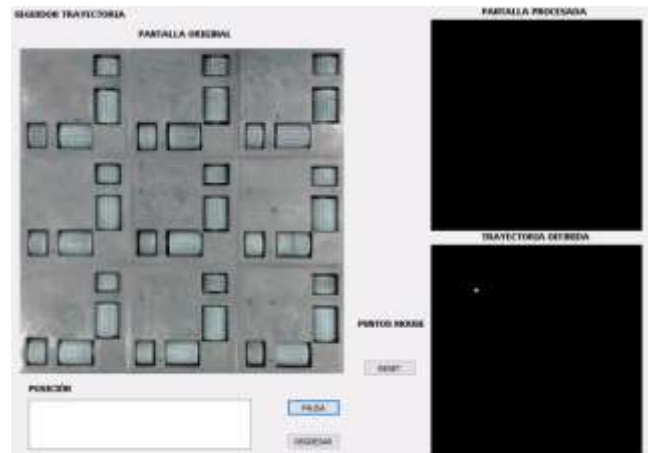 SEGUIDOR TRAYECTORIA
PANTALLA ORIGINAL
PANTALLA PROCESADA
TRAYECTORIA DEFINIDA
PUNTOS MOUSE
RESET
POSICIÓN
PAUSA
REGRESAR